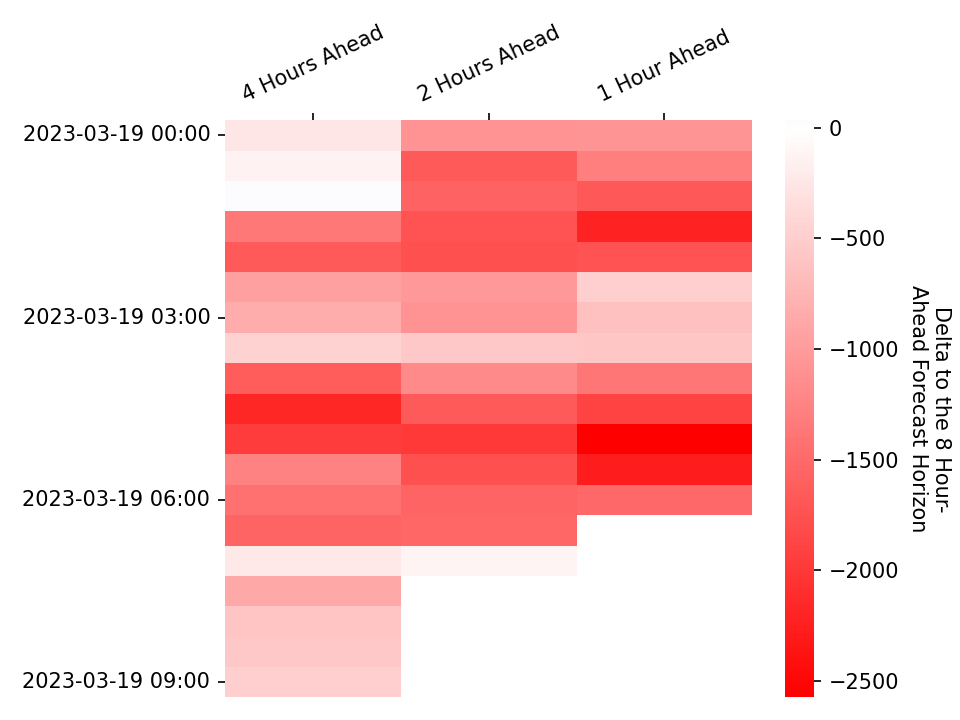 4 Hours Ahead
2 Hours Ahead
1 Hour Ahead
2023-03-19 00:00
2023-03-19 03:00
2023-03-19 06:00
2023-03-19 09:00
0
−500
−1000
−1500
−2000
−2500
Delta to the 8 Hour-
Ahead Forecast Horizon